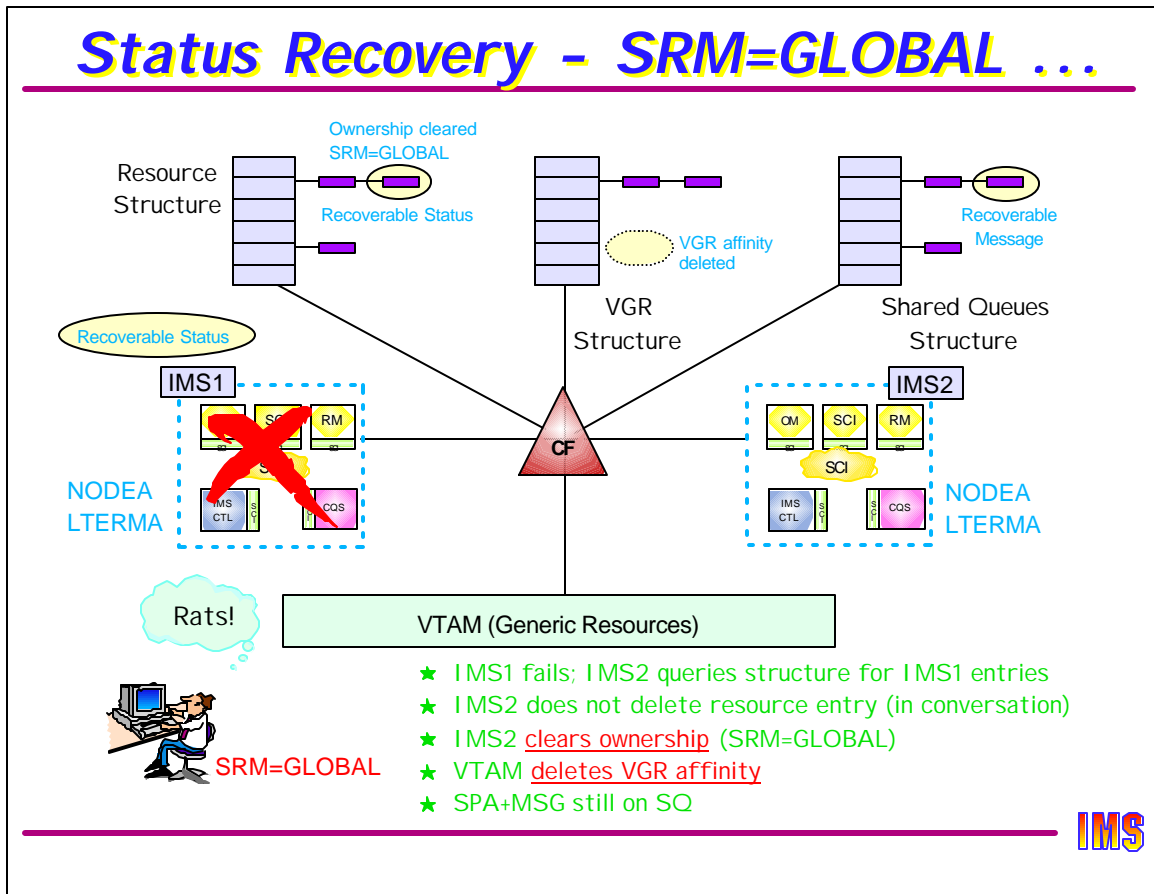 Status Recovery - SRM=GLOBAL ...
Ownership cleared
SRM=GLOBAL
Resource
Structure
Recoverable Status
VGR affinity
deleted
VGR
Structure
Recoverable
Message
Shared Queues
Structure
Recoverable Status
IMS1
RM
NODEA
LTERMA
IMS
CTL
SCI
CQS
CF
IMS2
OM
SCI
RM
SCI
IMS
CTL
SCI
SCI
CQS
NODEA
LTERMA
Rats!
VTAM (Generic Resources)
SRM=GLOBAL
IMS1 fails; IMS2 queries structure for IMS1 entries
IMS2 does not delete resource entry (in conversation)
IMS2 clears ownership (SRM=GLOBAL)
VTAM deletes VGR affinity
SPA+MSG still on SQ
IMS